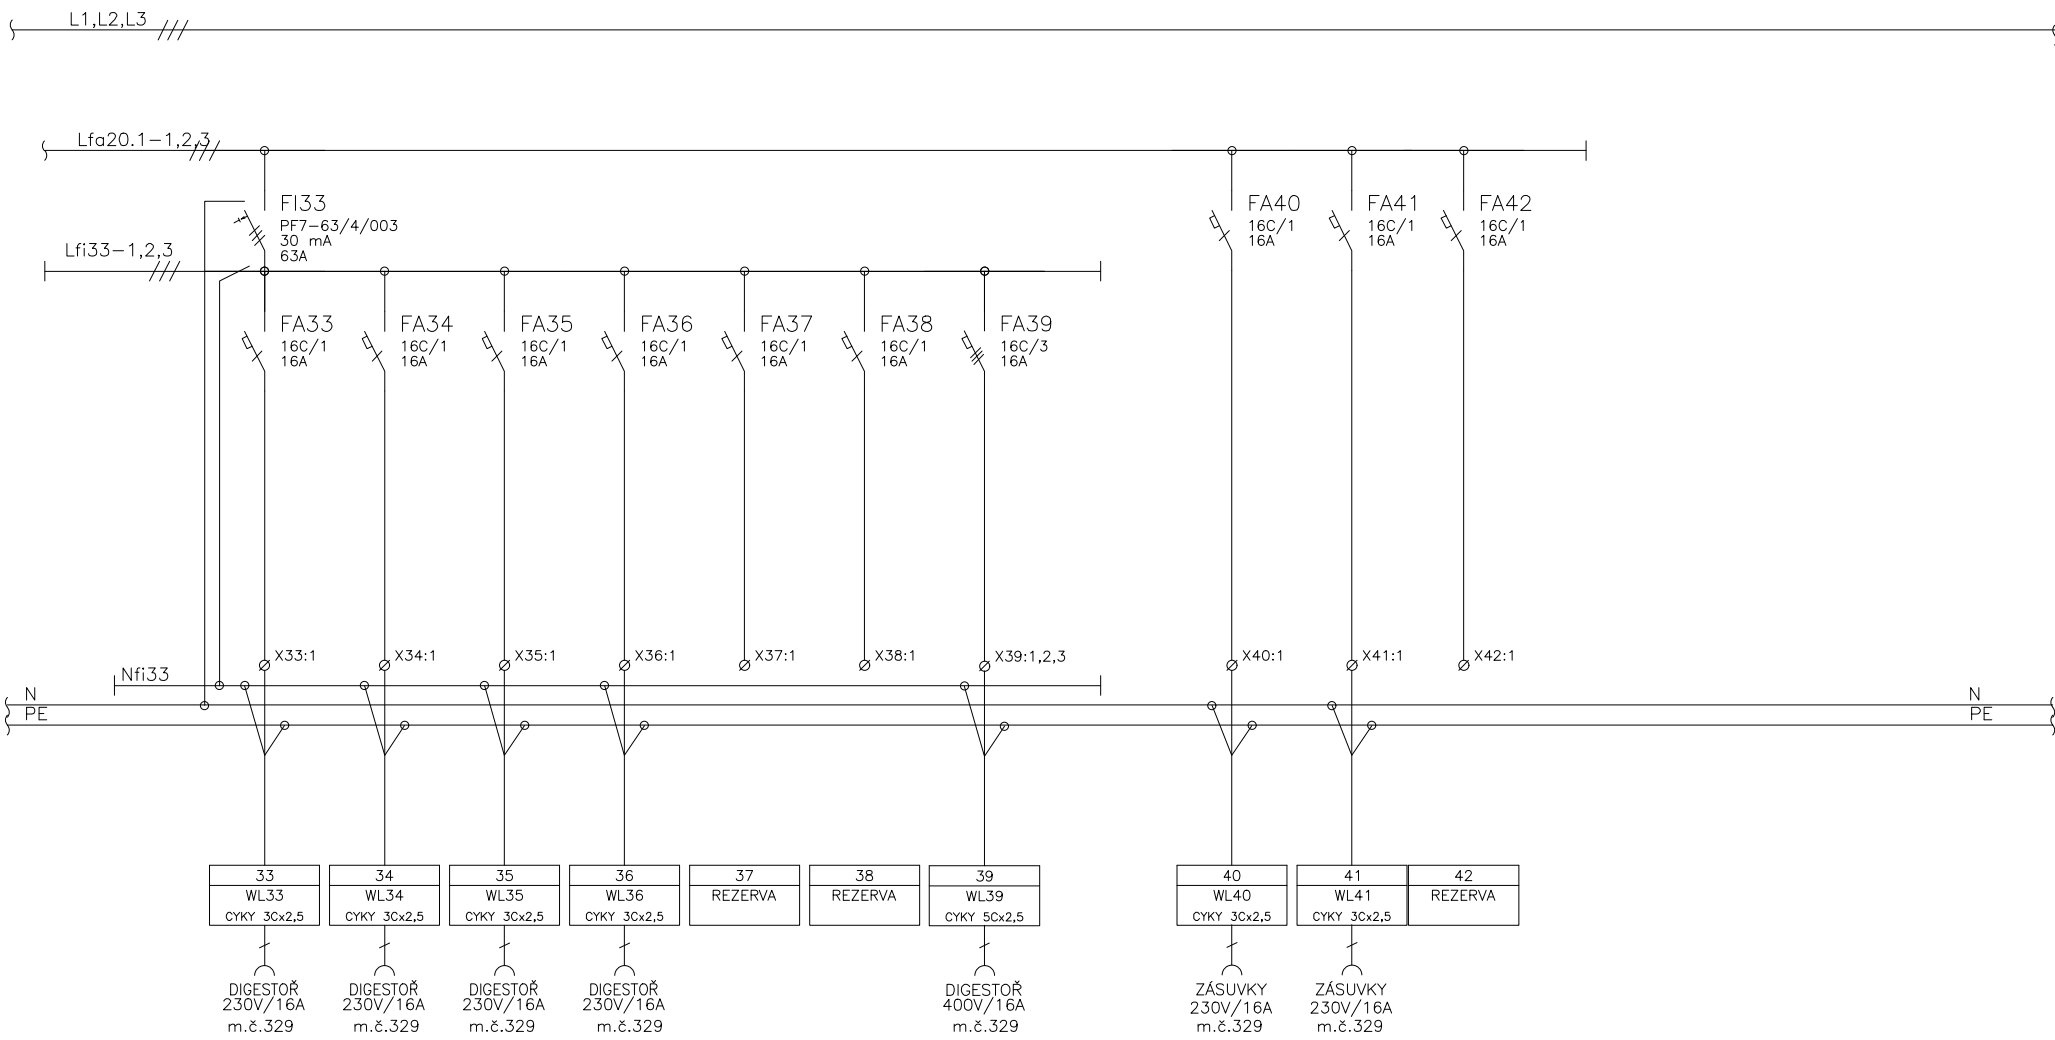 L1,L2,L3
Lfa20.1-1,2,3
FI33
PF7-63/4/003
30 mA
63A
FA40
16C/1
16A
FA41
16C/1
16A
FA42
16C/1
16A
Lfi33-1,2,3
FA33
16C/1
16A
FA34
16C/1
16A
FA35
16C/1
16A
FA36
16C/1
16A
FA37
16C/1
16A
FA38
16C/1
16A
FA39
16C/3
16A
X33:1
X34:1
X35:1
X36:1
X37:1
X38:1
X39:1,2,3
X40:1
X41:1
X42:1
Nfi33
N
PE
N
PE
33
WL33
CYKY 3Cx2,5
34
WL34
CYKY 3Cx2,5
35
WL35
CYKY 3Cx2,5
36
WL36
CYKY 3Cx2,5
37
REZERVA
38
REZERVA
39
WL39
CYKY 5Cx2,5
40
WL40
CYKY 3Cx2,5
41
WL41
CYKY 3Cx2,5
42
REZERVA
DIGESTOŘ
230V/16A
m.č.329
DIGESTOŘ
230V/16A
m.č.329
DIGESTOŘ
230V/16A
m.č.329
DIGESTOŘ
230V/16A
m.č.329
DIGESTOŘ
400V/16A
m.č.329
ZÁSUVKY
230V/16A
m.č.329
ZÁSUVKY
230V/16A
m.č.329